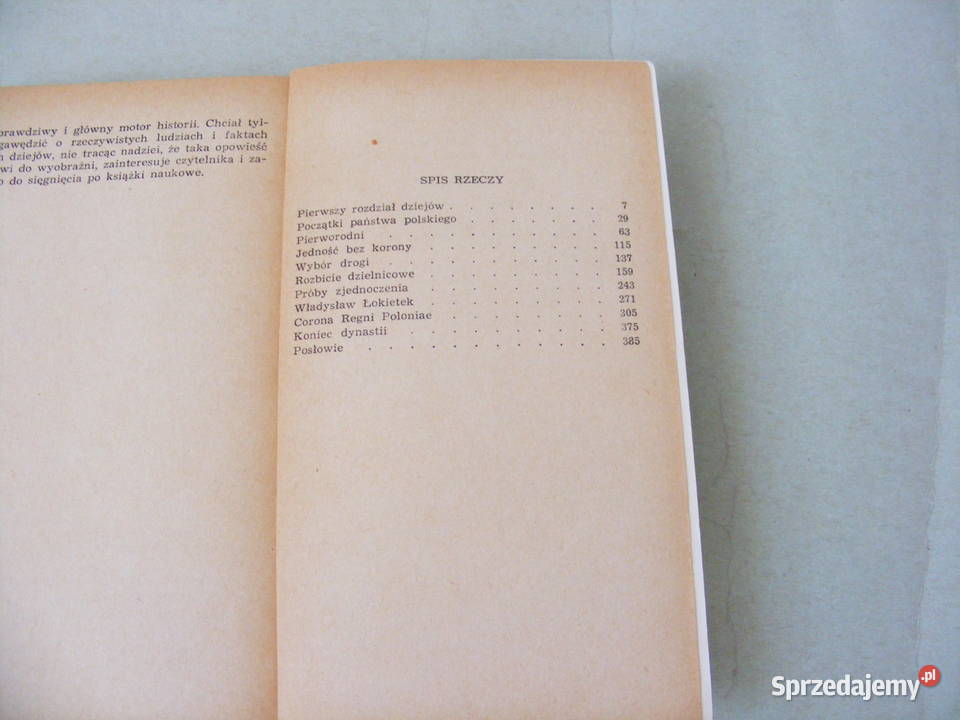 prawdziwy i główny motor historii. Chciał tyl-
gawędzić o rzeczywistych ludziach i faktach
dziejów, nie tracąc nadziei, że taka opowieść
wi do wyobraźni, zainteresuje czytelnika i za-
do sięgnięcia po książki naukowe.
SPIS RZECZY
Pierwszy rozdział dziejów . . . . . . . 7
Początki państwa polskiego . . . . . . . 29
Pierworodni . . . . . . . . . . 63
Jedność bez korony . . . . . . . . 115
Wybór drogi . . . . . . . . . . 137
Rozbicie dzielnicowe . . . . . . . . 159
Próby zjednoczenia . . . . . . . . 243
Władysław Łokietek . . . . . . . . 271
Corona Regni Poloniae . . . . . . . 305
Koniec dynastii . . . . . . . . . 375
Posłowie . . . . . . . . . . 385
Sprzedajemy.pl